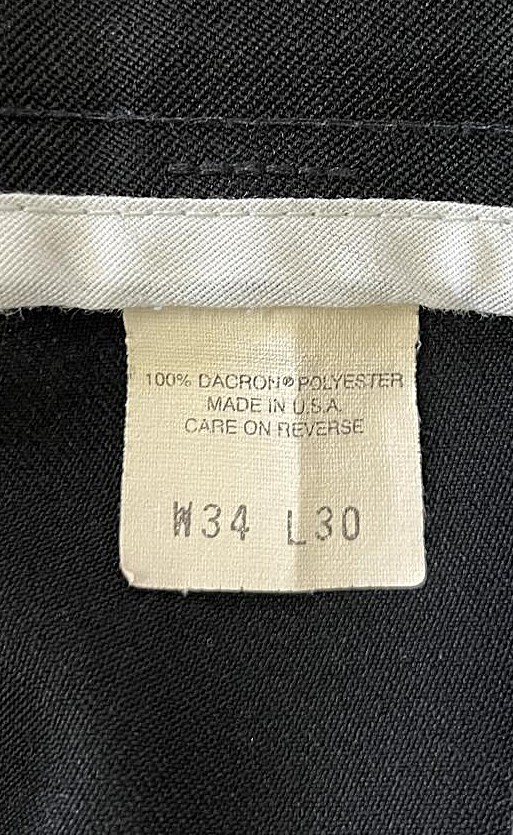 100% DACRON® POLYESTER
MADE IN U.S.A.
CARE ON REVERSE
W34 L30